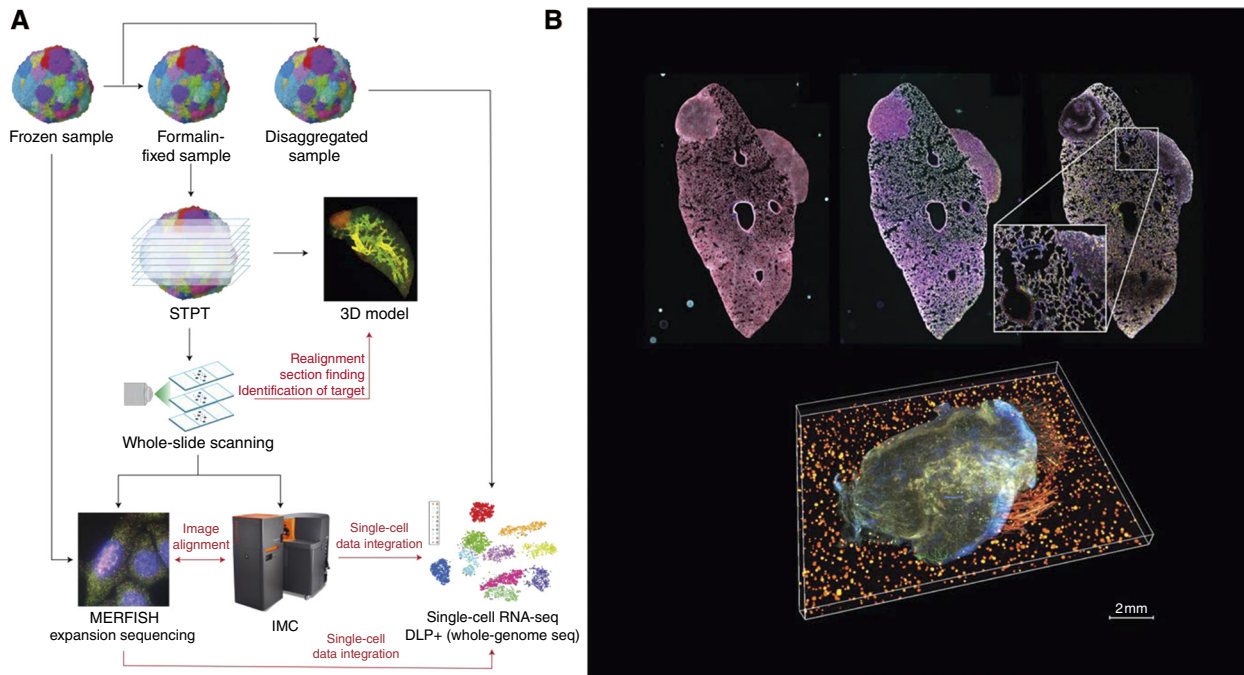 A
B
Frozen sample
Formalin-
fixed sample
Disaggregated
sample
STPT
3D model
Realignment
section finding
Identification of target
Whole-slide scanning
Image
alignment
Single-cell
data integration
MERFISH
expansion sequencing
IMC
Single-cell RNA-seq
DLP+ (whole-genome seq)
Single-cell
data integration
2 mm